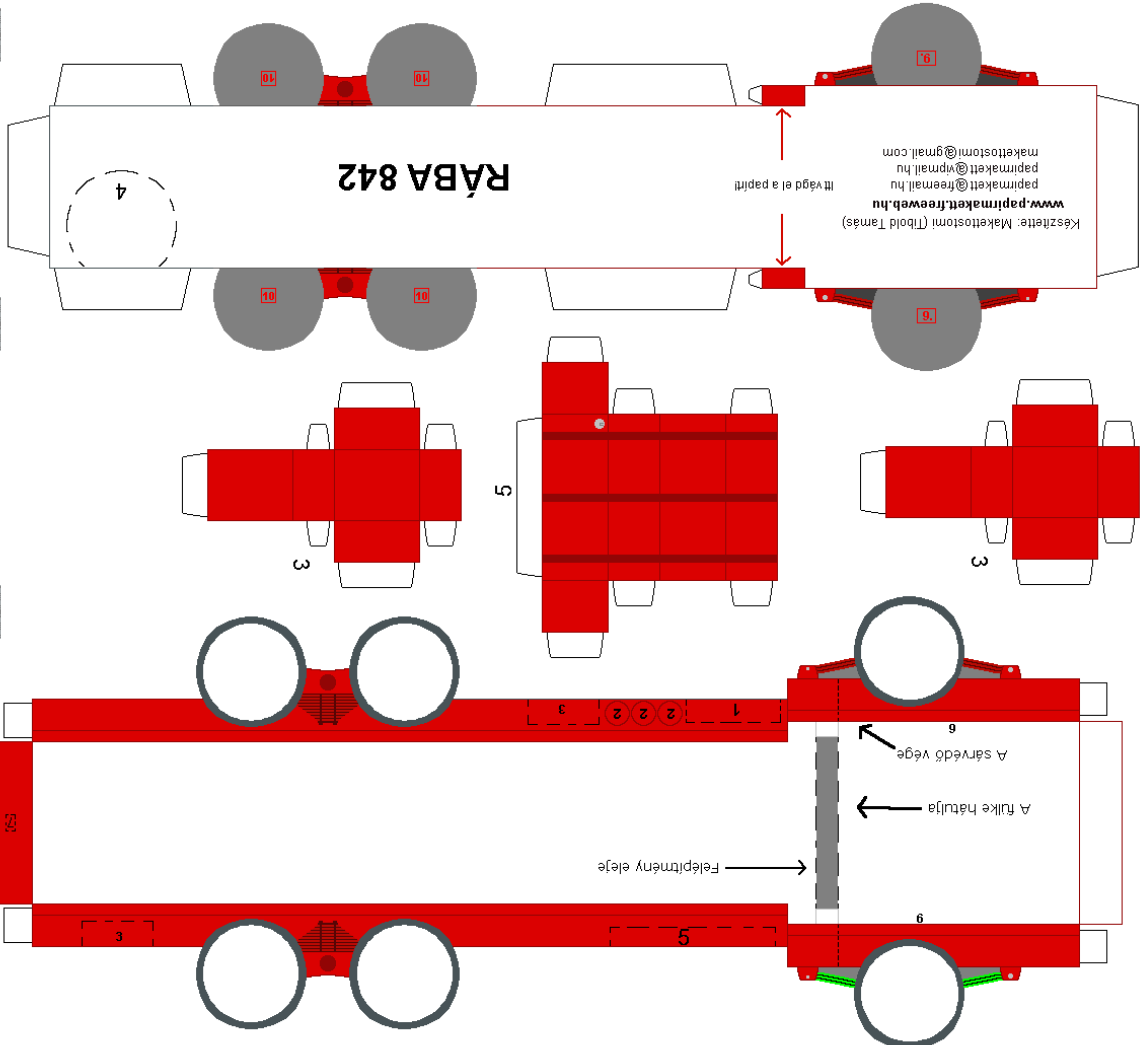 10
10
9.
4
RÁBA 842
Itt vágd el a papírt!
Készítette: Makettostomi (Tibold Tamás)
www.papirmakett.freeweb.hu
papirmakett@freemail.hu
papirmakett@vipmail.hu
makettostomi@gmail.com
10
10
9.
3
5
3
3
2
2
2
1
6
A sárvédő vége
A fülke hátulja
Felépítmény eleje
7
3
5
6